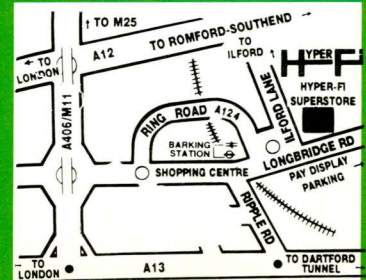 ↑ TO M25
TO ROMFORD-SOUTHEND →
A12
← TO
LONDON
TO
ILFORD
↑
HYPER
H-Fi
HYPER-FI
SUPERSTORE
ILFORD LANE
A406/M11
RING ROAD A124
BARKING
STATION
LONGBRIDGE RD
SHOPPING CENTRE
PAY DISPLAY
PARKING
RIPPLE RD
← TO
LONDON
A13
TO DARTFORD
TUNNEL →